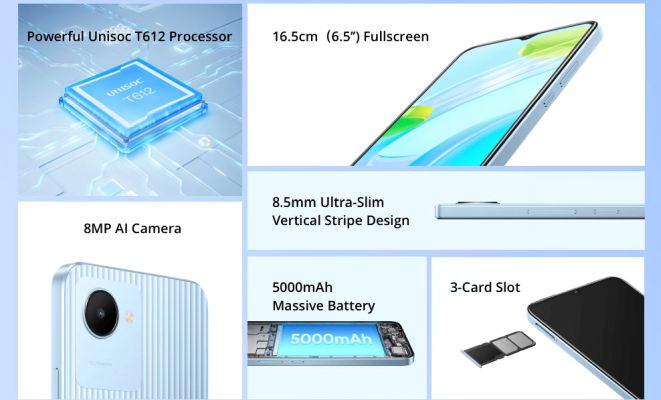 Powerful Unisoc T612 Processor
UNISOC
T612
16.5cm（6.5″）Fullscreen
8.5mm Ultra-Slim
Vertical Stripe Design
8MP AI Camera
5000mAh
Massive Battery
5000mAh
3-Card Slot